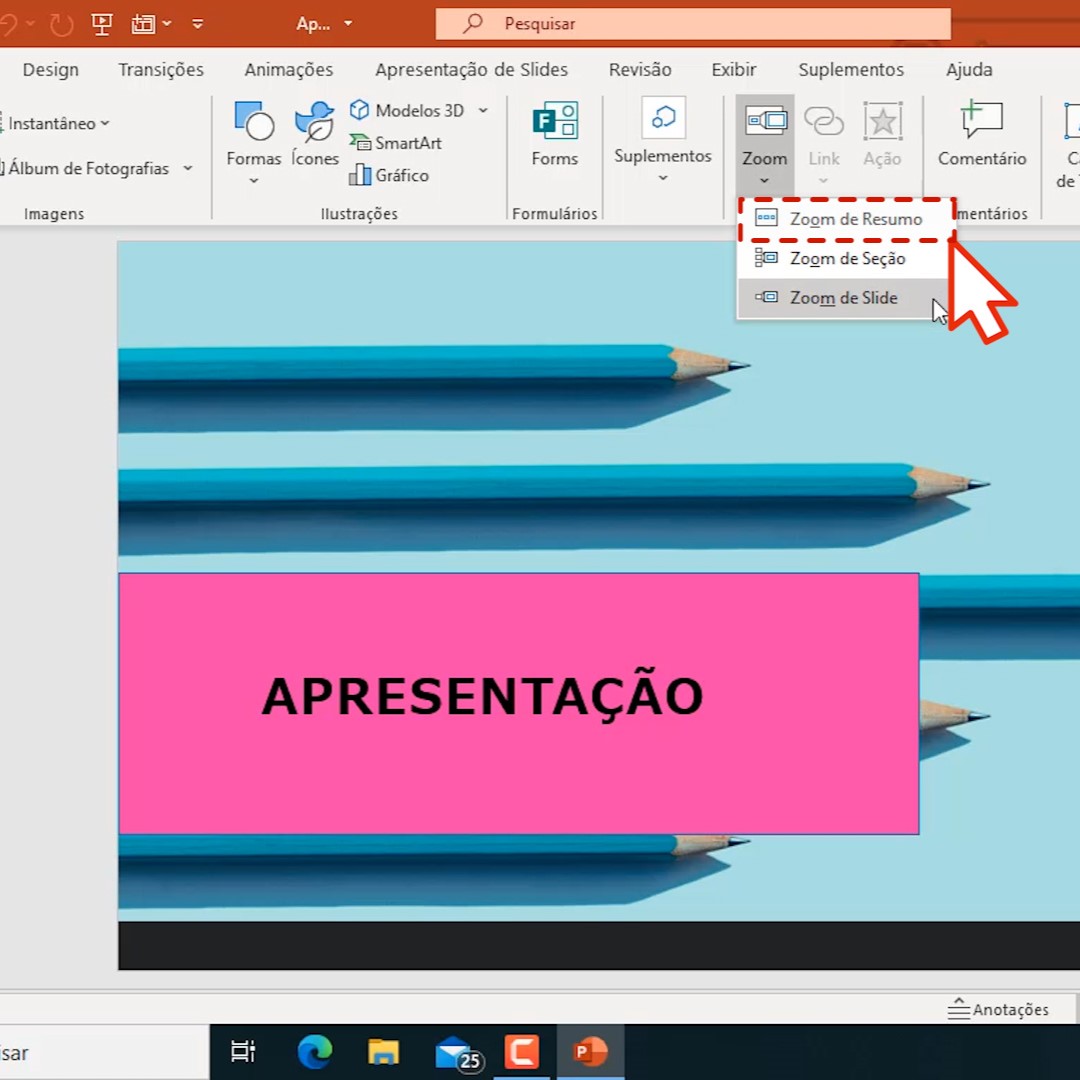 Ap...
Pesquisar
Design Transições Animações Apresentação de Slides Revisão Exibir Suplementos Ajuda
Instantâneo
Álbum de Fotografias
Imagens
Formas
Ícones
Modelos 3D
SmartArt
Gráfico
Ilustrações
Forms
Formulários
Suplementos
Zoom
Link
Ação
Comentário
mentários
de
Zoom de Resumo
Zoom de Seção
Zoom de Slide
APRESENTAÇÃO
Anotações
sar
25